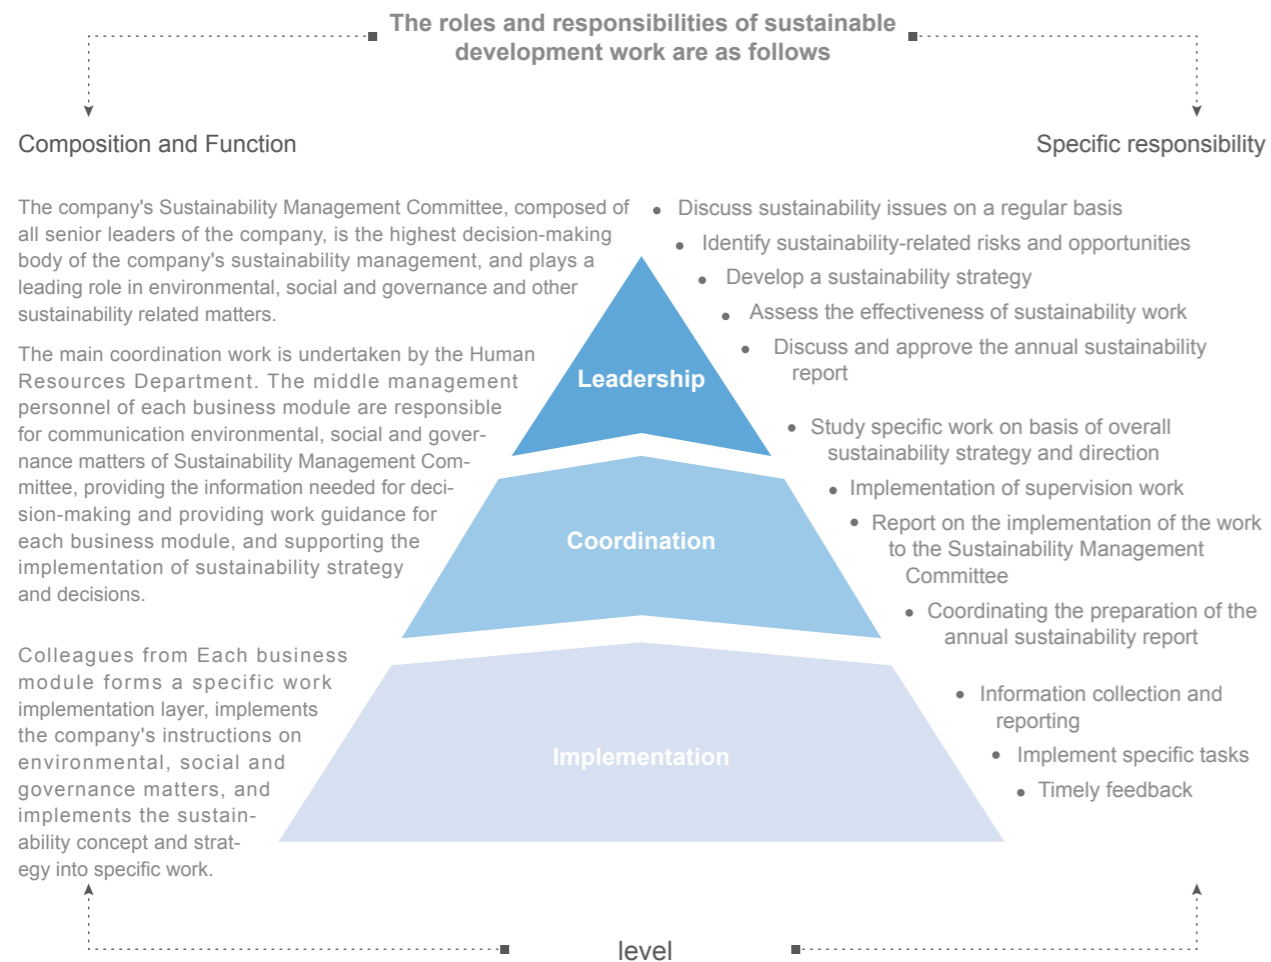 The roles and responsibilities of sustainable
development work are as follows
Composition and Function
Specific responsibility
The company's Sustainability Management Committee, composed of
all senior leaders of the company, is the highest decision-making
body of the company's sustainability management, and plays a
leading role in environmental, social and governance and other
sustainability related matters.
• Discuss sustainability issues on a regular basis
• Identify sustainability-related risks and opportunities
• Develop a sustainability strategy
• Assess the effectiveness of sustainability work
• Discuss and approve the annual sustainability
report
Leadership
The main coordination work is undertaken by the Human
Resources Department. The middle management
personnel of each business module are responsible
for communication environmental, social and gover-
nance matters of Sustainability Management Com-
mittee, providing the information needed for deci-
sion-making and providing work guidance for
each business module, and supporting the
implementation of sustainability strategy
and decisions.
• Study specific work on basis of overall
sustainability strategy and direction
• Implementation of supervision work
• Report on the implementation of the work
to the Sustainability Management
Committee
• Coordinating the preparation of the
annual sustainability report
Coordination
Colleagues from Each business
module forms a specific work
implementation layer, implements
the company's instructions on
environmental, social and
governance matters, and
implements the sustain-
ability concept and strat-
egy into specific work.
• Information collection and
reporting
• Implement specific tasks
• Timely feedback
Implementation
level